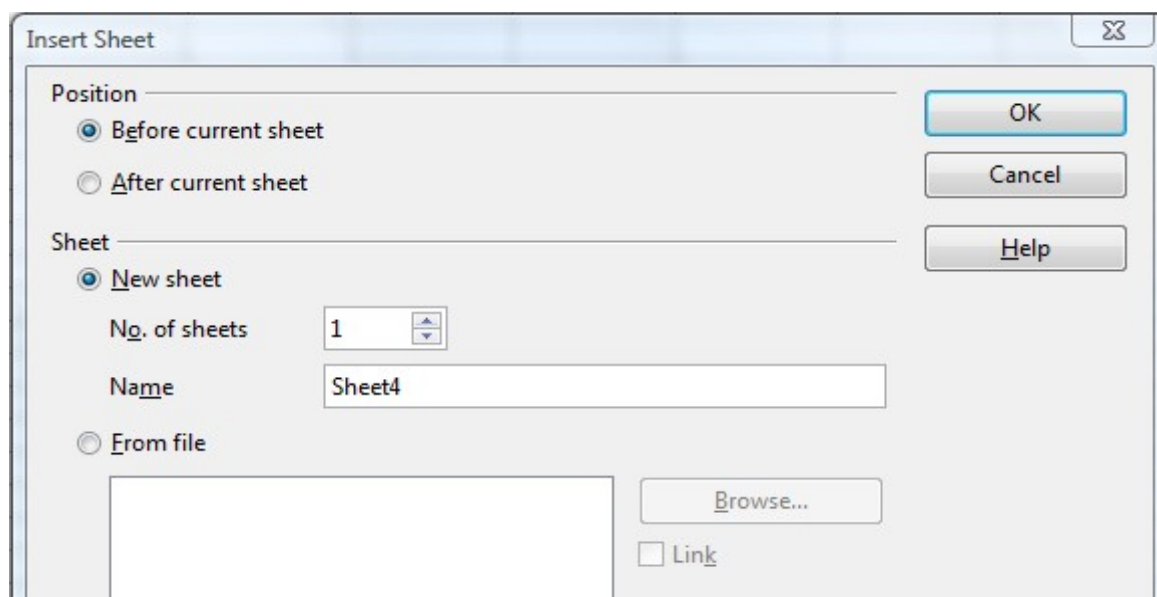 Insert Sheet
Position
Before current sheet
After current sheet
OK
Cancel
Help
Sheet
New sheet
No. of sheets 1
Name Sheet4
From file
Browse...
Link